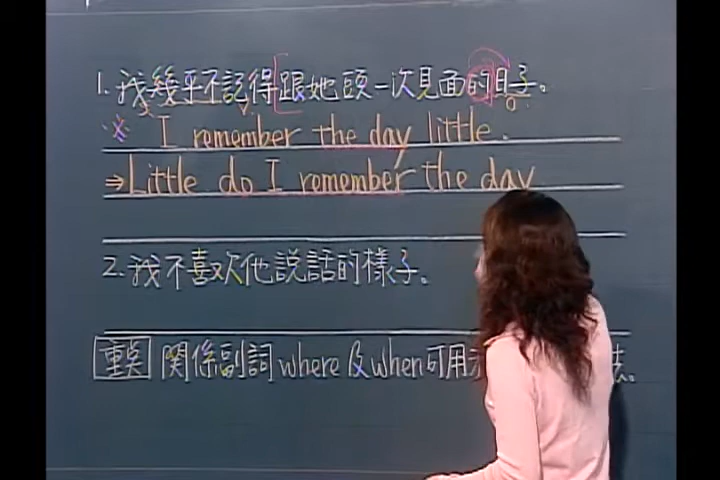 1. 我幾乎不記得跟她頭一次見面的日子。
※ I remember the day little.
⇒ Little do I remember the day
2. 我不喜歡他說話的樣子。
重點 關係副詞 where 及 when 可用